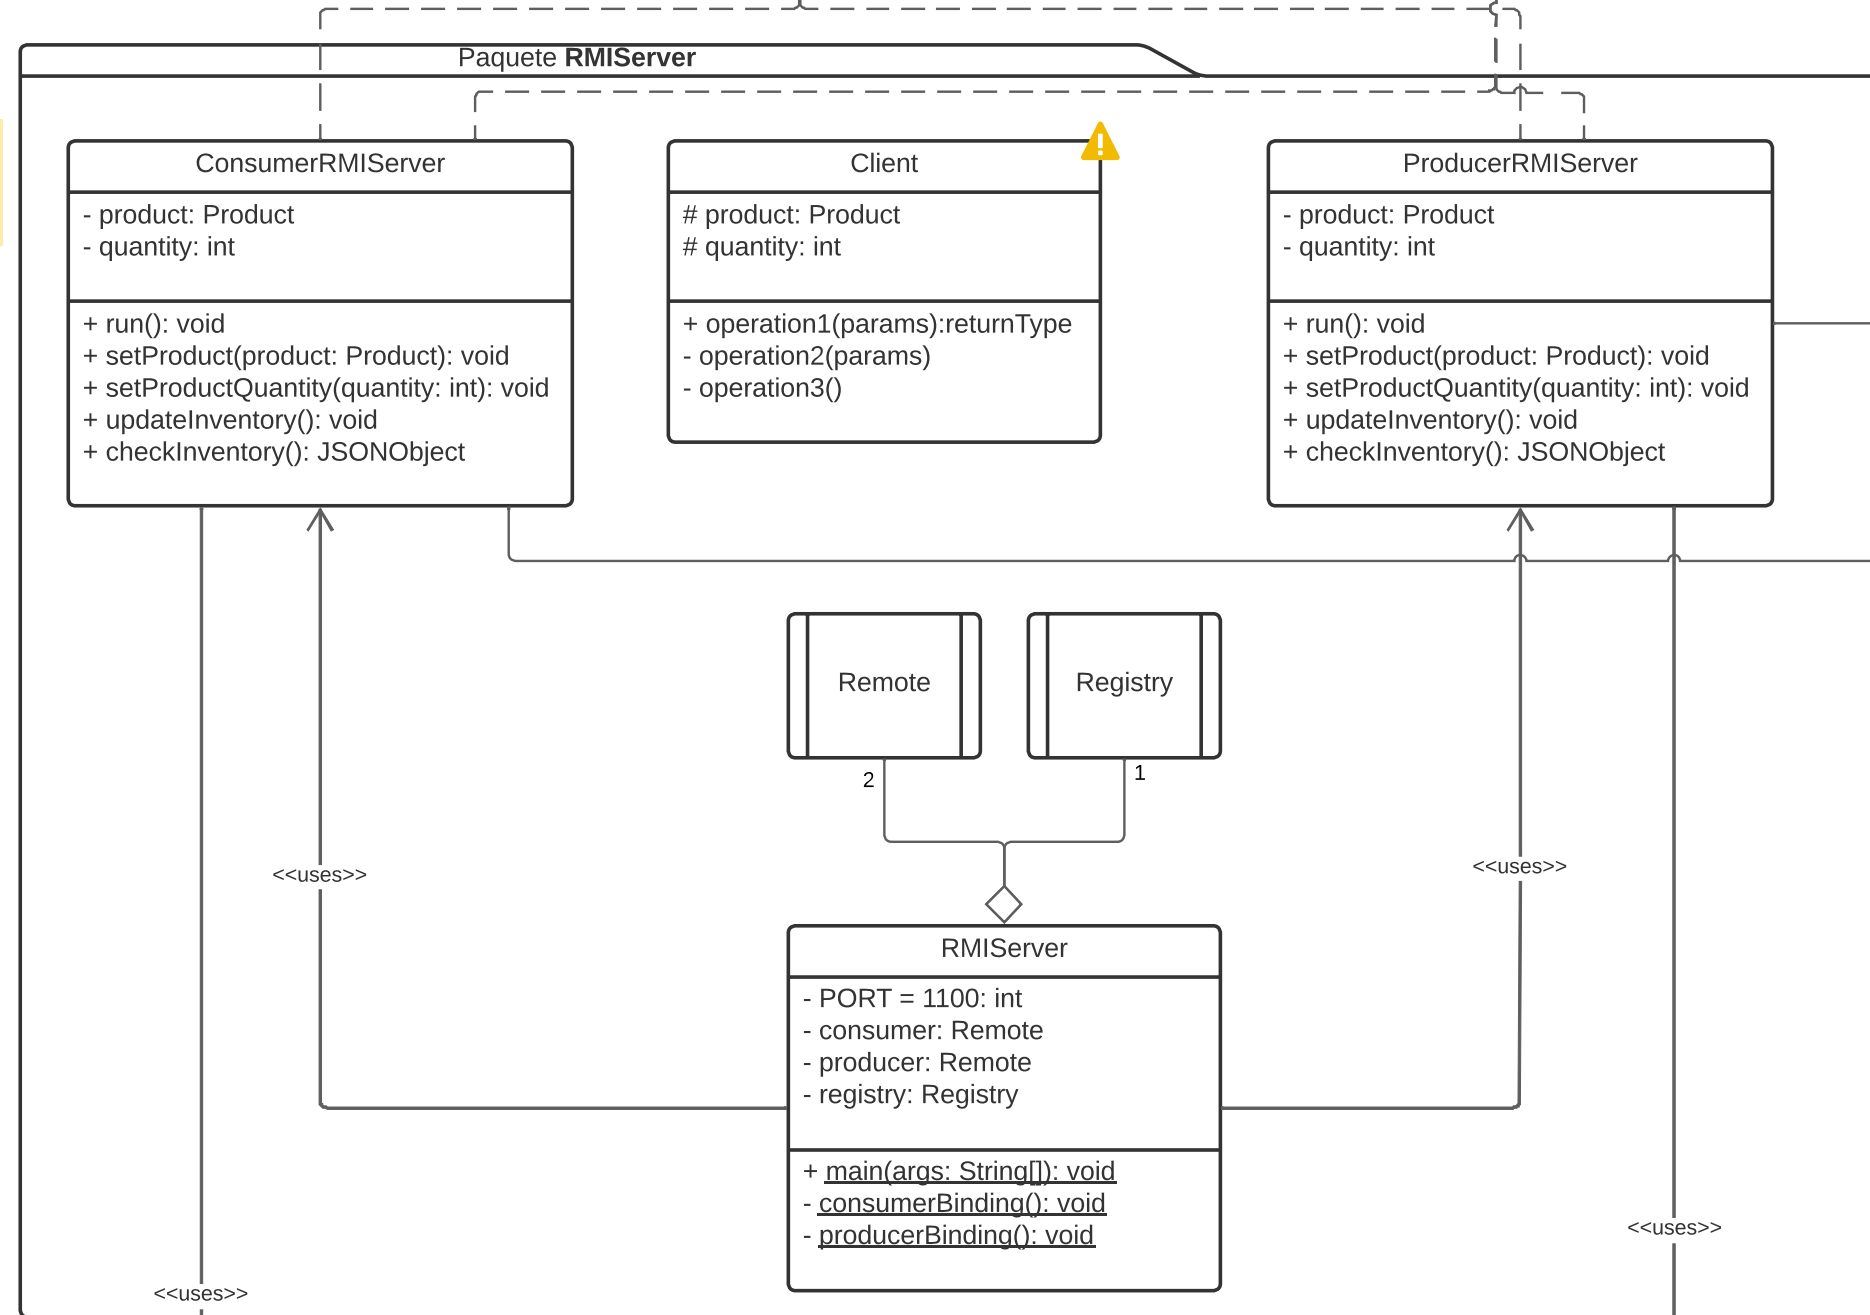 Paquete RMIServer
ConsumerRMIServer
- product: Product
- quantity: int
+ run(): void
+ setProduct(product: Product): void
+ setProductQuantity(quantity: int): void
+ updateInventory(): void
+ checkInventory(): JSONObject
Client
# product: Product
# quantity: int
+ operation1(params):returnType
- operation2(params)
- operation3()
ProducerRMIServer
- product: Product
- quantity: int
+ run(): void
+ setProduct(product: Product): void
+ setProductQuantity(quantity: int): void
+ updateInventory(): void
+ checkInventory(): JSONObject
Remote
Registry
2
1
<<uses>>
<<uses>>
RMIServer
- PORT = 1100: int
- consumer: Remote
- producer: Remote
- registry: Registry
+ main(args: String[]): void
- consumerBinding(): void
- producerBinding(): void
<<uses>>
<<uses>>